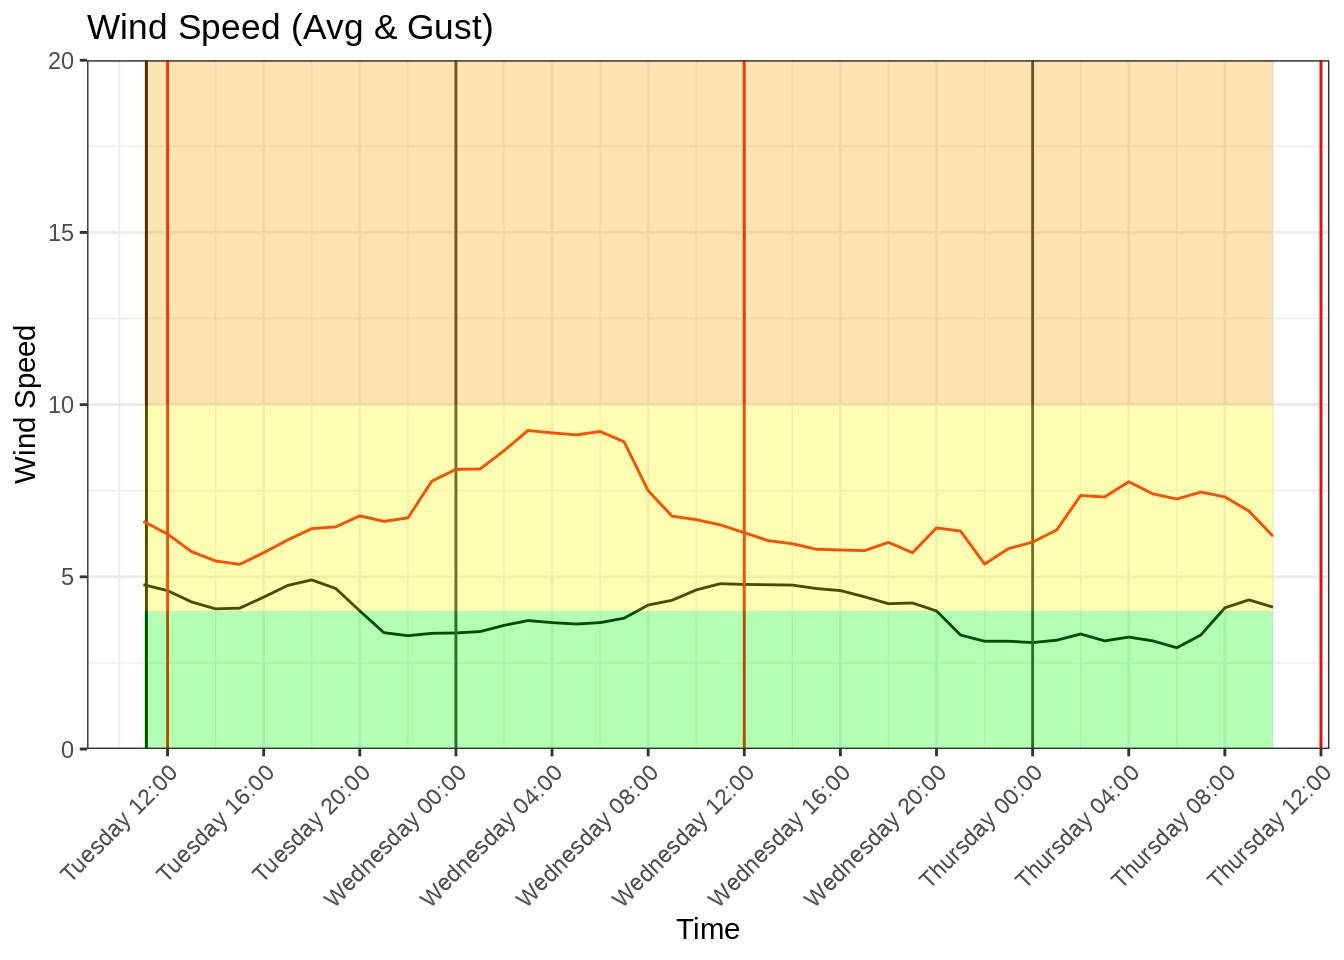 Wind Speed (Avg & Gust)
20
15
10
5
0
Wind Speed
Tuesday 12:00
Tuesday 16:00
Tuesday 20:00
Wednesday 00:00
Wednesday 04:00
Wednesday 08:00
Wednesday 12:00
Wednesday 16:00
Wednesday 20:00
Thursday 00:00
Thursday 04:00
Thursday 08:00
Thursday 12:00
Time